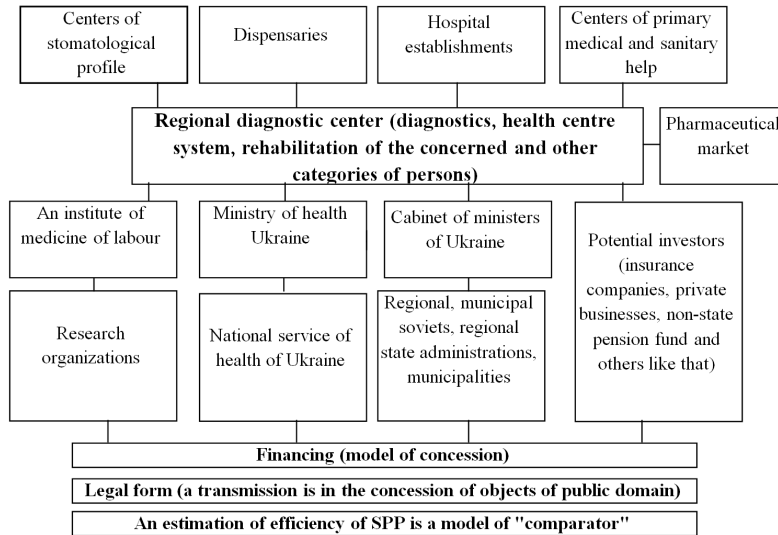 Centers of
stomatological
profile
Dispensaries
Hospital
establishments
Centers of primary
medical and sanitary
help
Regional diagnostic center (diagnostics, health centre
system, rehabilitation of the concerned and other
categories of persons)
Pharmaceutical
market
An institute of
medicine of labour
Ministry of health
Ukraine
Cabinet of ministers
of Ukraine
Potential investors
(insurance
companies, private
businesses, non-state
pension fund and
others like that)
Research
organizations
National service of
health of Ukraine
Regional, municipal
soviets, regional
state administrations,
municipalities
Financing (model of concession)
Legal form (a transmission is in the concession of objects of public domain)
An estimation of efficiency of SPP is a model of "comparator"